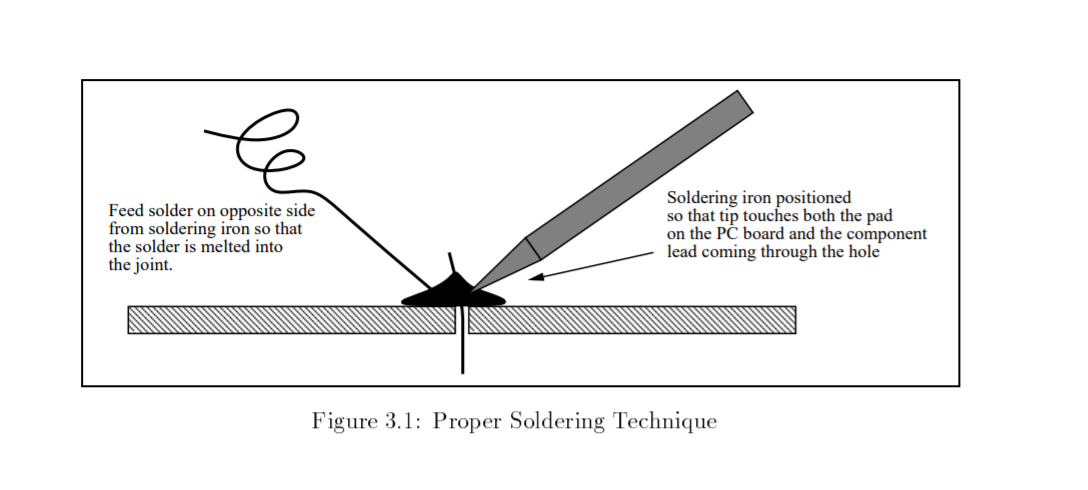 Feed solder on opposite side
from soldering iron so that
the solder is melted into
the joint.
Soldering iron positioned
so that tip touches both the pad
on the PC board and the component
lead coming through the hole
Figure 3.1: Proper Soldering Technique